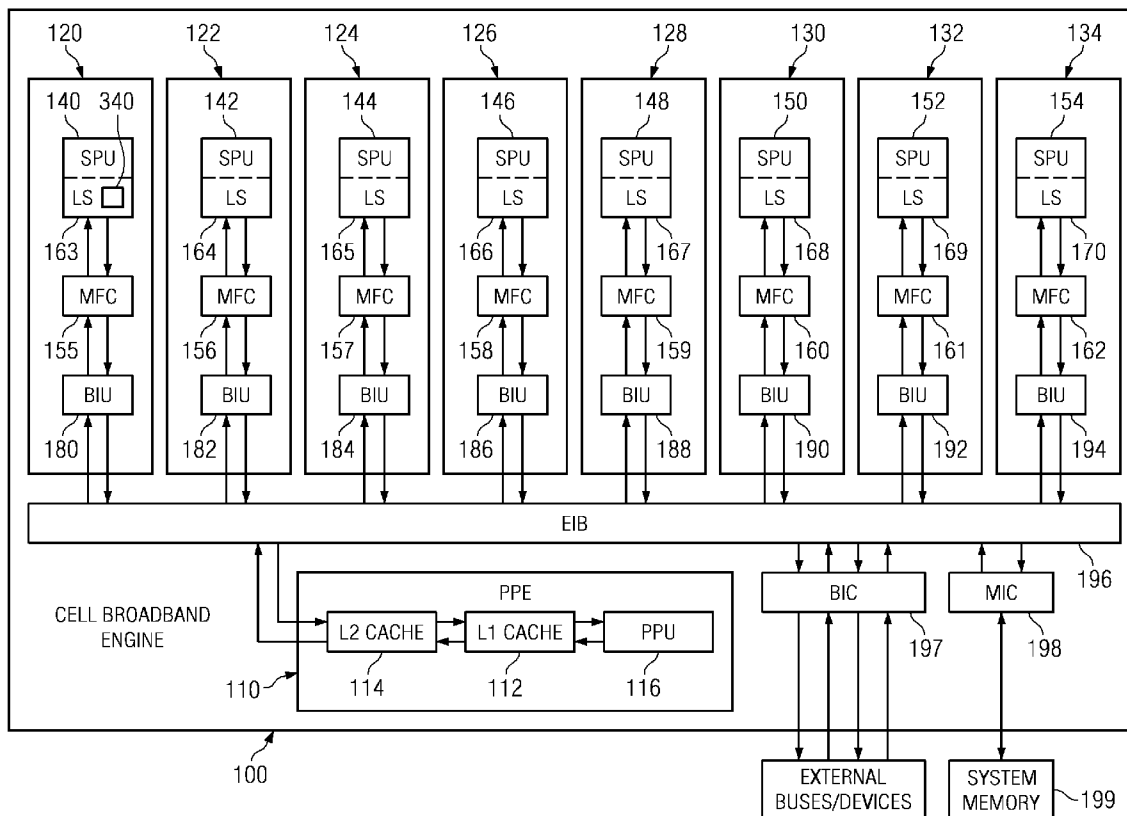 120 122 124 126 128 130 132 134
140 340 142 144 146 148 150 152 154
SPU SPU SPU SPU SPU SPU SPU SPU
LS LS LS LS LS LS LS LS
163 164 165 166 167 168 169 170
MFC MFC MFC MFC MFC MFC MFC MFC
155 156 157 158 159 160 161 162
BIU BIU BIU BIU BIU BIU BIU BIU
180 182 184 186 188 190 192 194
EIB
196
CELL BROADBAND
ENGINE
PPE
L2 CACHE L1 CACHE PPU
110 114 112 116
BIC MIC
197 198
100
EXTERNAL
BUSES/DEVICES
SYSTEM
MEMORY
199